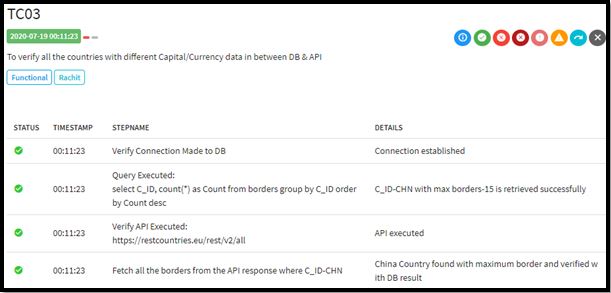 TC03
2020-07-19 00:11:23
To verify all the countries with different Capital/Currency data in between DB & API
Functional Rachit
STATUS TIMESTAMP STEPNAME DETAILS
00:11:23 Verify Connection Made to DB Connection established
Query Executed:
00:11:23 select C_ID, count(*) as Count from borders group by C_ID order C_ID-CHN with max borders-15 is retrieved successfully
by Count desc
Verify API Executed:
00:11:23 API executed
https://restcountries.eu/rest/v2/all
China Country found with maximum border and verified w
00:11:23 Fetch all the borders from the API response where C_ID-CHN
ith DB result